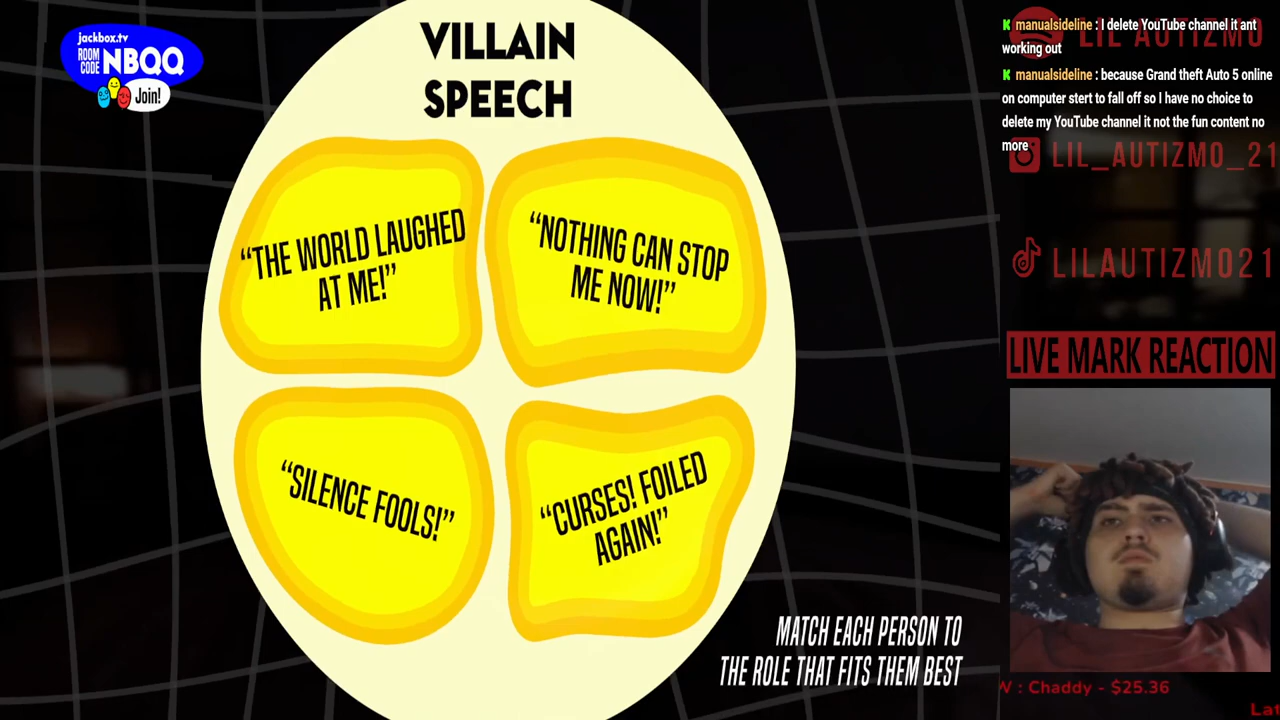 jackbox.tv
ROOM
CODE
NBQQ
Join!
VILLAIN
SPEECH
“THE WORLD LAUGHED
AT ME!”
“NOTHING CAN STOP
ME NOW!”
“SILENCE FOOLS!”
“CURSES! FOILED
AGAIN!”
MATCH EACH PERSON TO
THE ROLE THAT FITS THEM BEST
manualsideline : I delete YouTube channel it ant
working out
manualsideline : because Grand theft Auto 5 online
on computer start to fall off so I have no choice to
delete my YouTube channel it not the fun content no
more
LIL AUTIZMO
LIL_AUTIZMO_21
LILAUTIZMO21
LIVE MARK REACTION
: Chaddy - $25.36
Lat